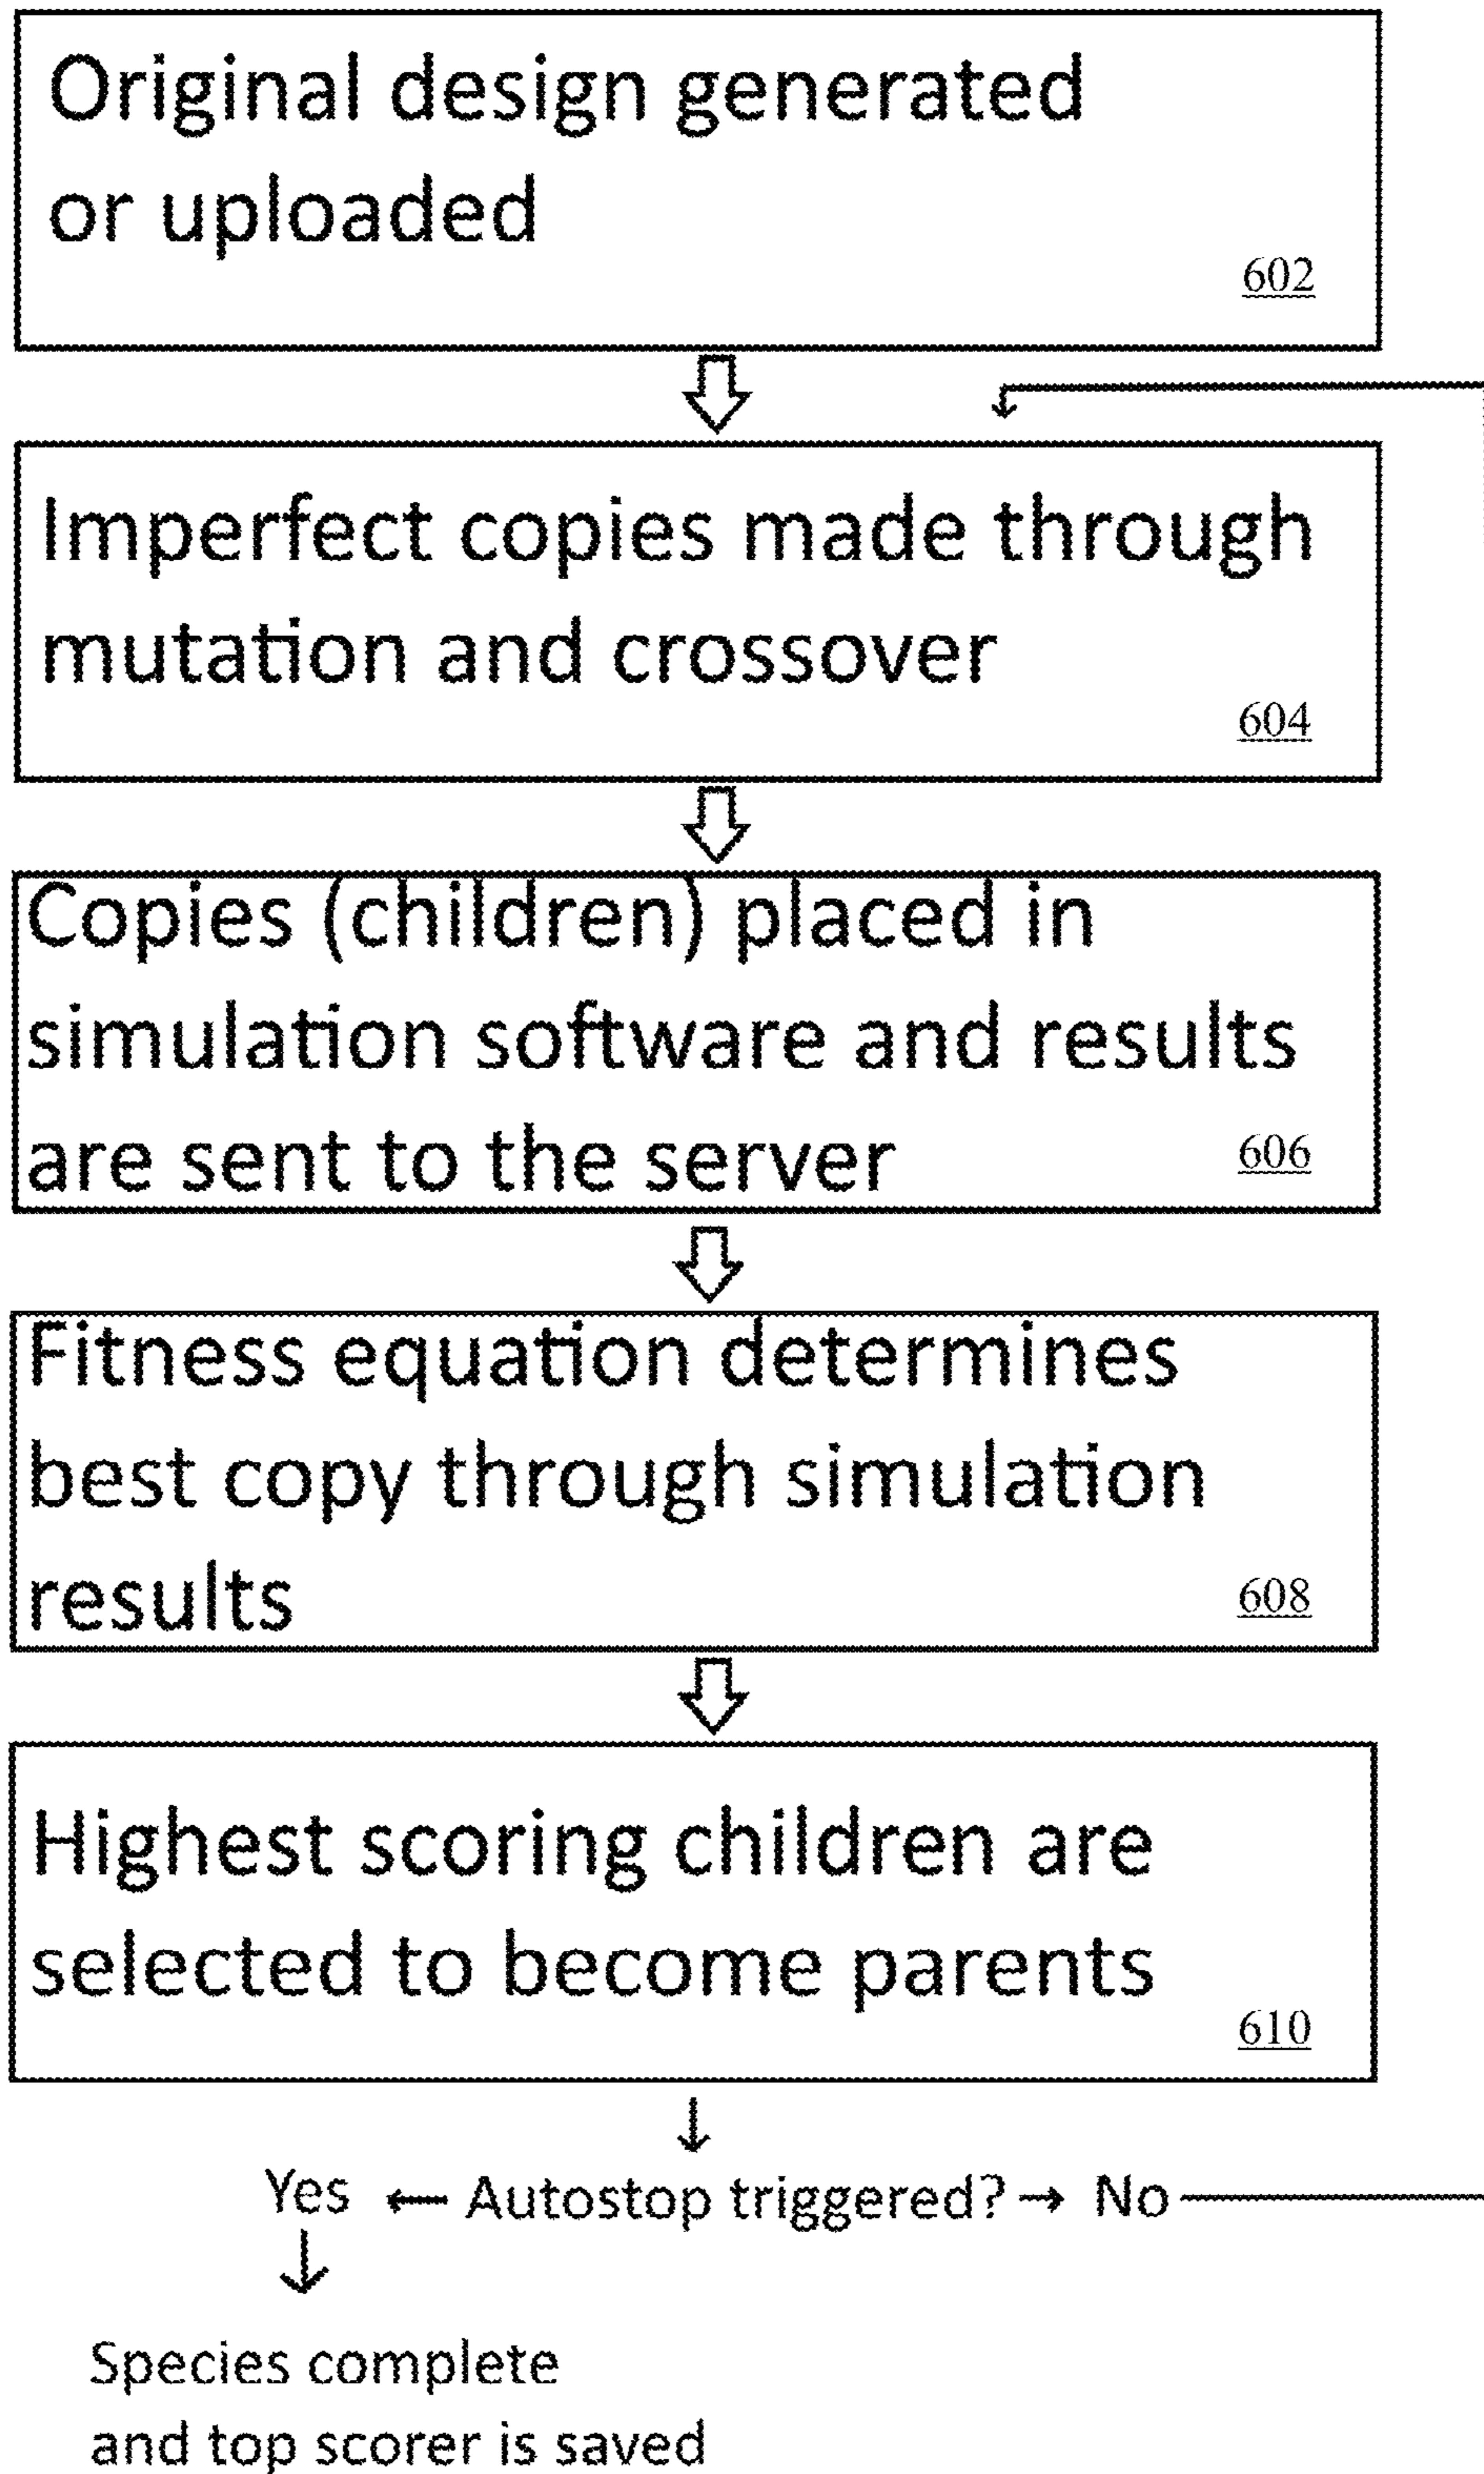 Original design generated
or uploaded
602
Imperfect copies made through
mutation and crossover
604
Copies (children) placed in
simulation software and results
are sent to the server
606
Fitness equation determines
best copy through simulation
results
608
Highest scoring children are
selected to become parents
610
Yes ← Autostop triggered? → No
Species complete
and top scorer is saved